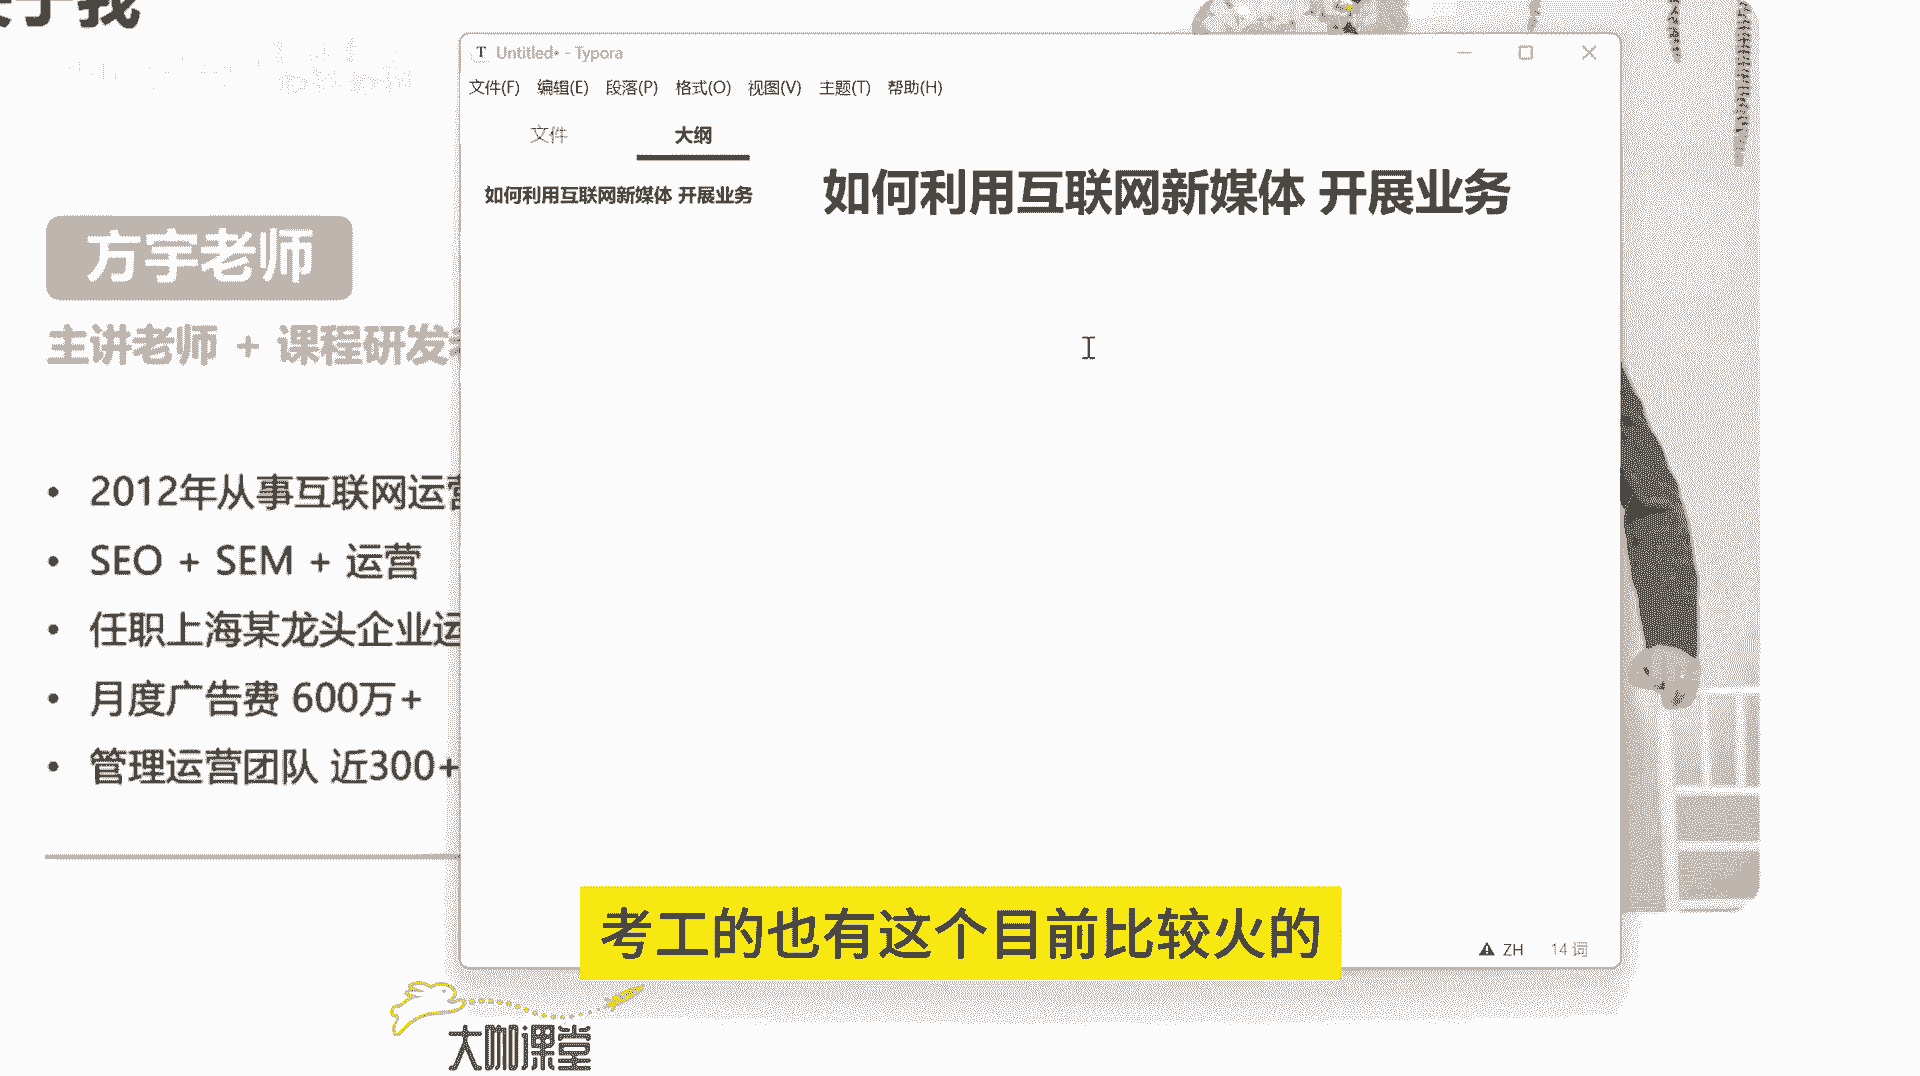 于我
T Untitled• - Typora
文件(F) 编辑(E) 段落(P) 格式(O) 视图(V) 主题(T) 帮助(H)
文件 大纲
如何利用互联网新媒体 开展业务
如何利用互联网新媒体 开展业务
方宇老师
主讲老师 + 课程研发
• 2012年从事互联网运营
• SEO + SEM + 运营
• 任职上海某龙头企业运
• 月度广告费 600万+
• 管理运营团队 近300+
考工的也有这个目前比较火的
ZH 14 词
大咖课堂